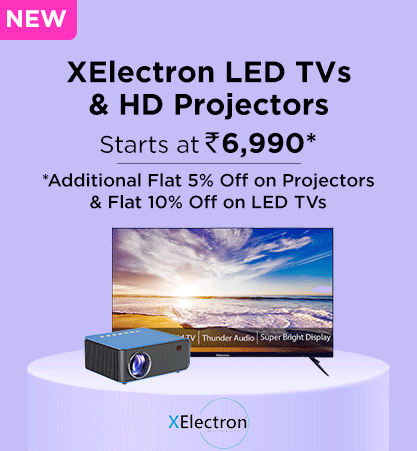 NEW
XElectron LED TVs
& HD Projectors
Starts at ₹6,990*
*Additional Flat 5% Off on Projectors
& Flat 10% Off on LED TVs
TV | Thunder Audio | Super Bright Display
XElectron